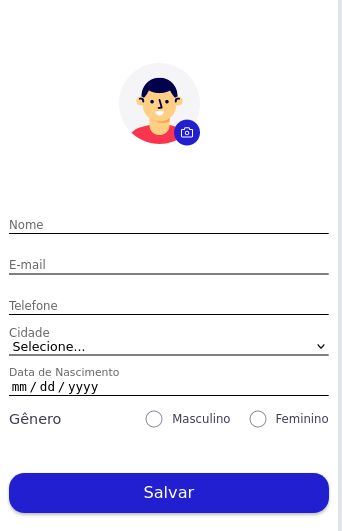 Nome
E-mail
Telefone
Cidade
Selecione...
Data de Nascimento
mm/dd/yyyy
Gênero Masculino Feminino
Salvar